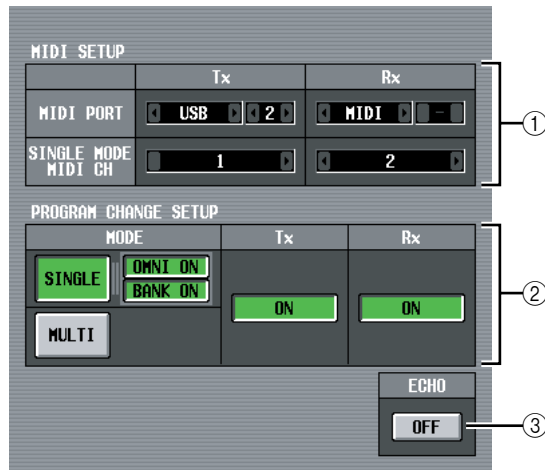 MIDI SETUP
Tx Rx
MIDI PORT USB 2 MIDI -
SINGLE MODE
MIDI CH 1 2
①
PROGRAM CHANGE SETUP
MODE Tx Rx
SINGLE OMNI ON
BANK ON
ON ON
MULTI
②
ECHO
OFF
③